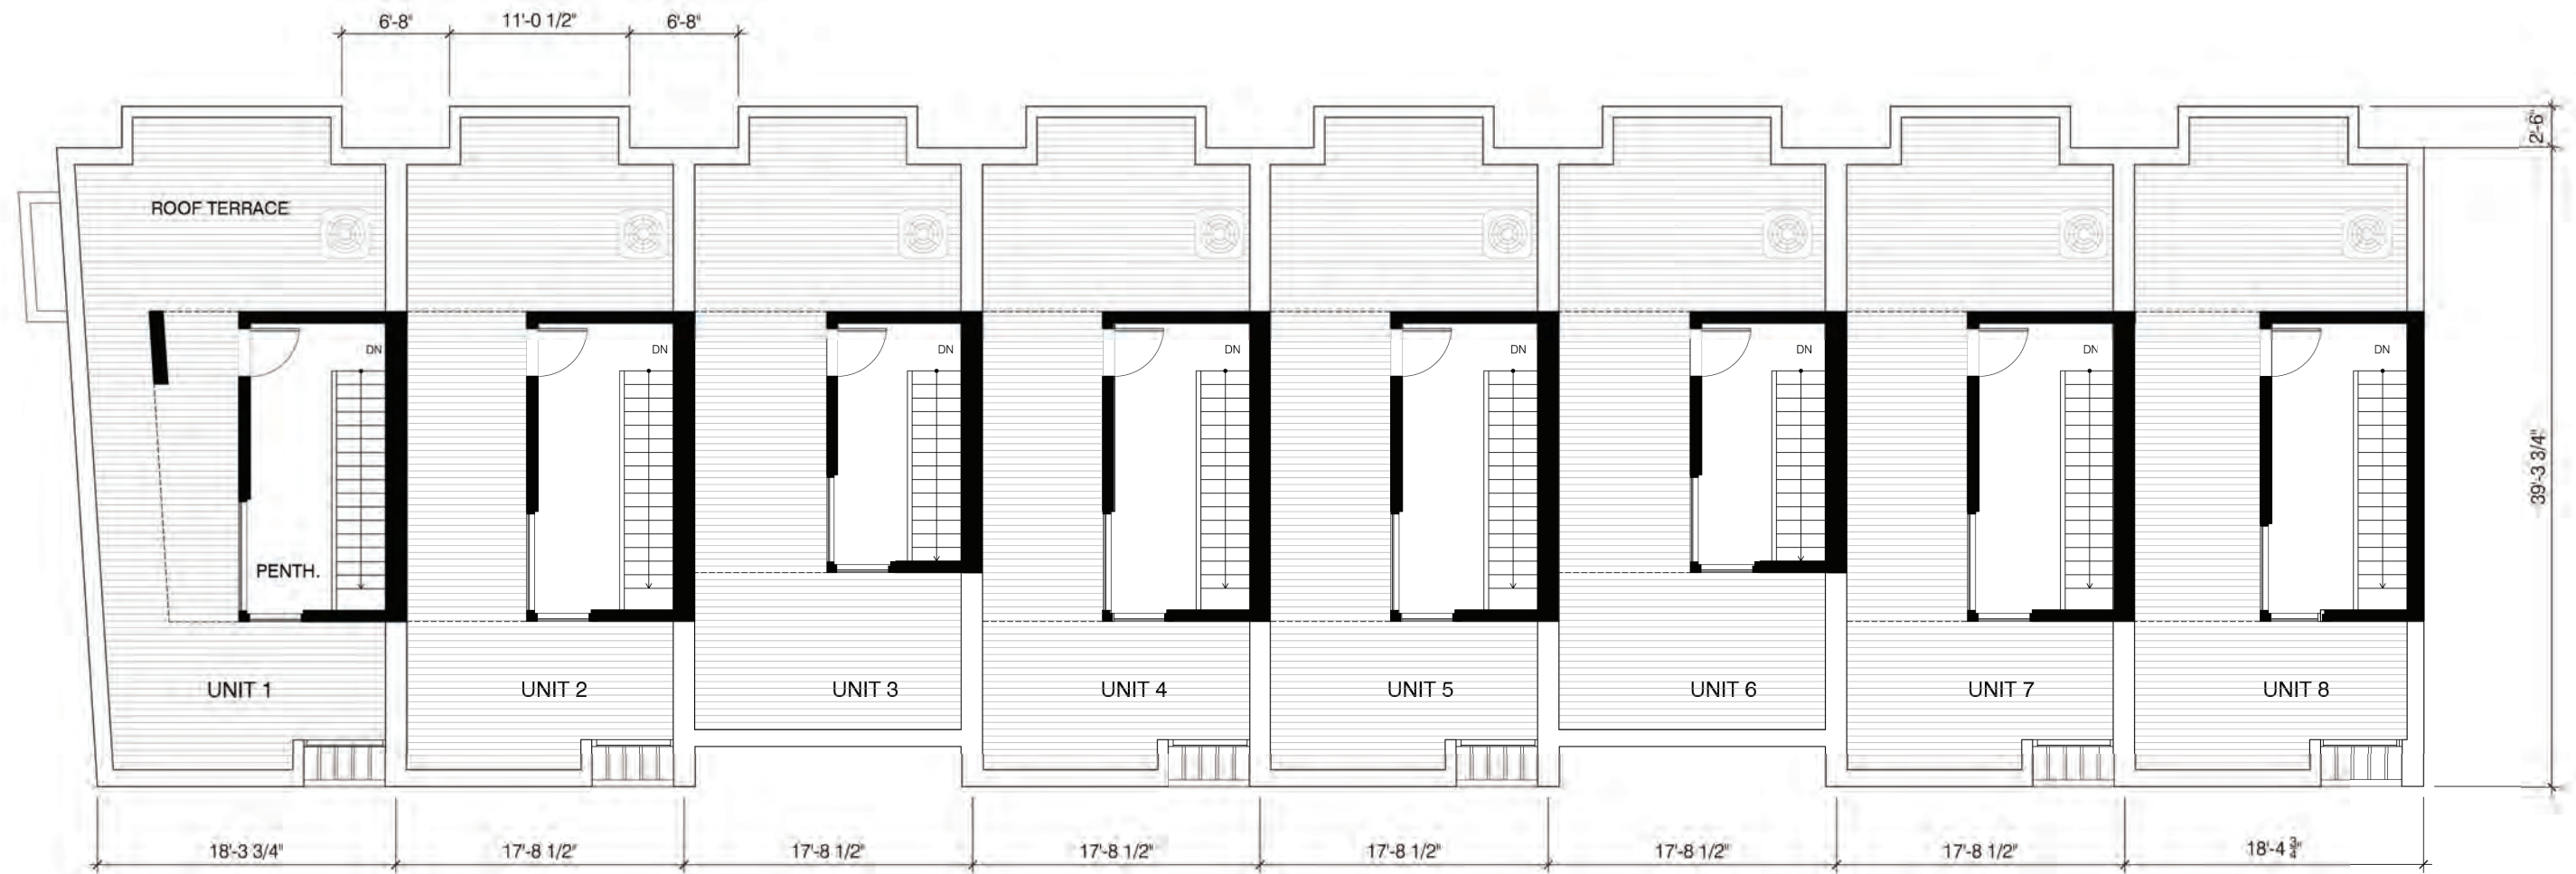 6'-8" 11'-0 1/2" 6'-8"
2'-6"
ROOF TERRACE
DN DN DN DN DN DN DN DN
39'-3 3/4"
PENTH.
UNIT 1 UNIT 2 UNIT 3 UNIT 4 UNIT 5 UNIT 6 UNIT 7 UNIT 8
18'-3 3/4" 17'-8 1/2" 17'-8 1/2" 17'-8 1/2" 17'-8 1/2" 17'-8 1/2" 17'-8 1/2" 18'-4 3/4"